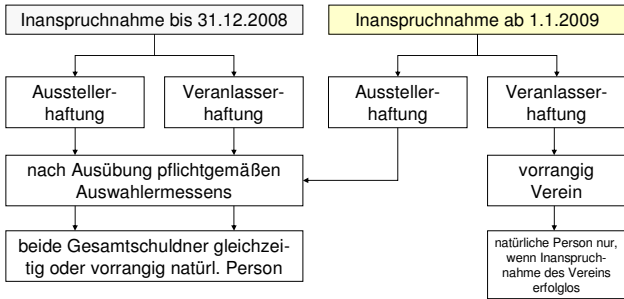 Inanspruchnahme bis 31.12.2008
Inanspruchnahme ab 1.1.2009
Aussteller-
haftung
Veranlasser-
haftung
Aussteller-
haftung
Veranlasser-
haftung
nach Ausübung pflichtgemäßen
Auswahlermessens
vorrangig
Verein
beide Gesamtschuldner gleichzei-
tig oder vorrangig natürl. Person
natürliche Person nur,
wenn Inanspruch-
nahme des Vereins
erfolglos